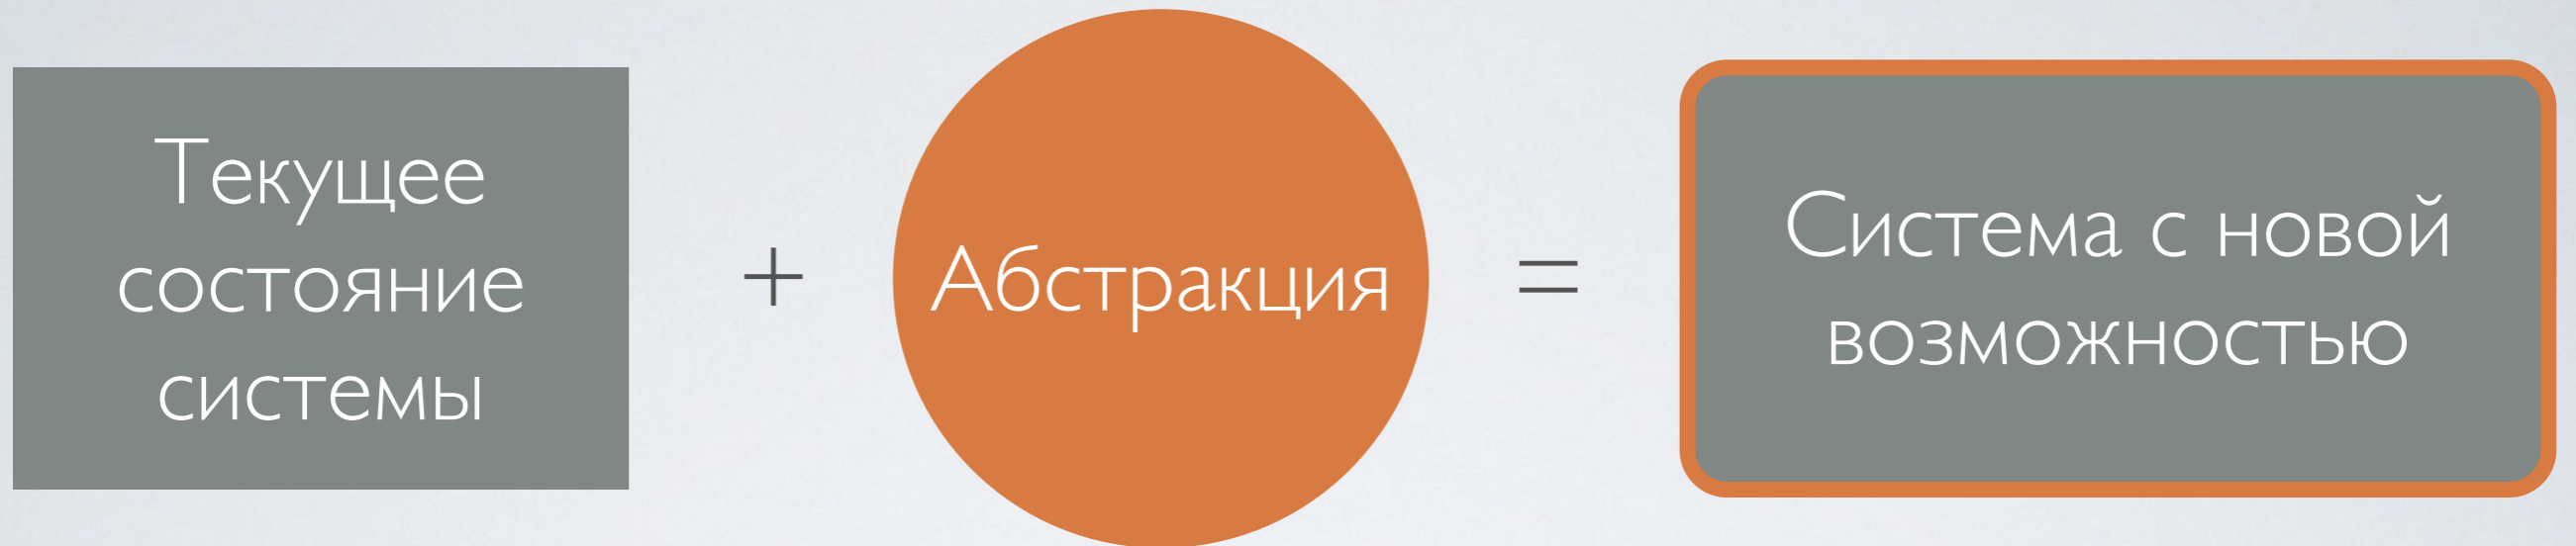 Текущее
состояние
системы
+
Абстракция
=
Система с новой
возможностью